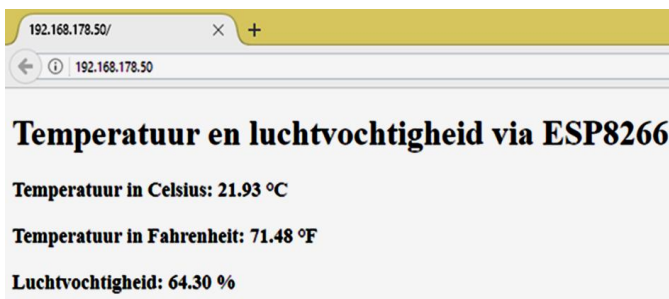 192.168.178.50/
192.168.178.50
Temperatuur en luchtvochtigheid via ESP8266
Temperatuur in Celsius: 21.93 °C
Temperatuur in Fahrenheit: 71.48 °F
Luchtvochtigheid: 64.30 %